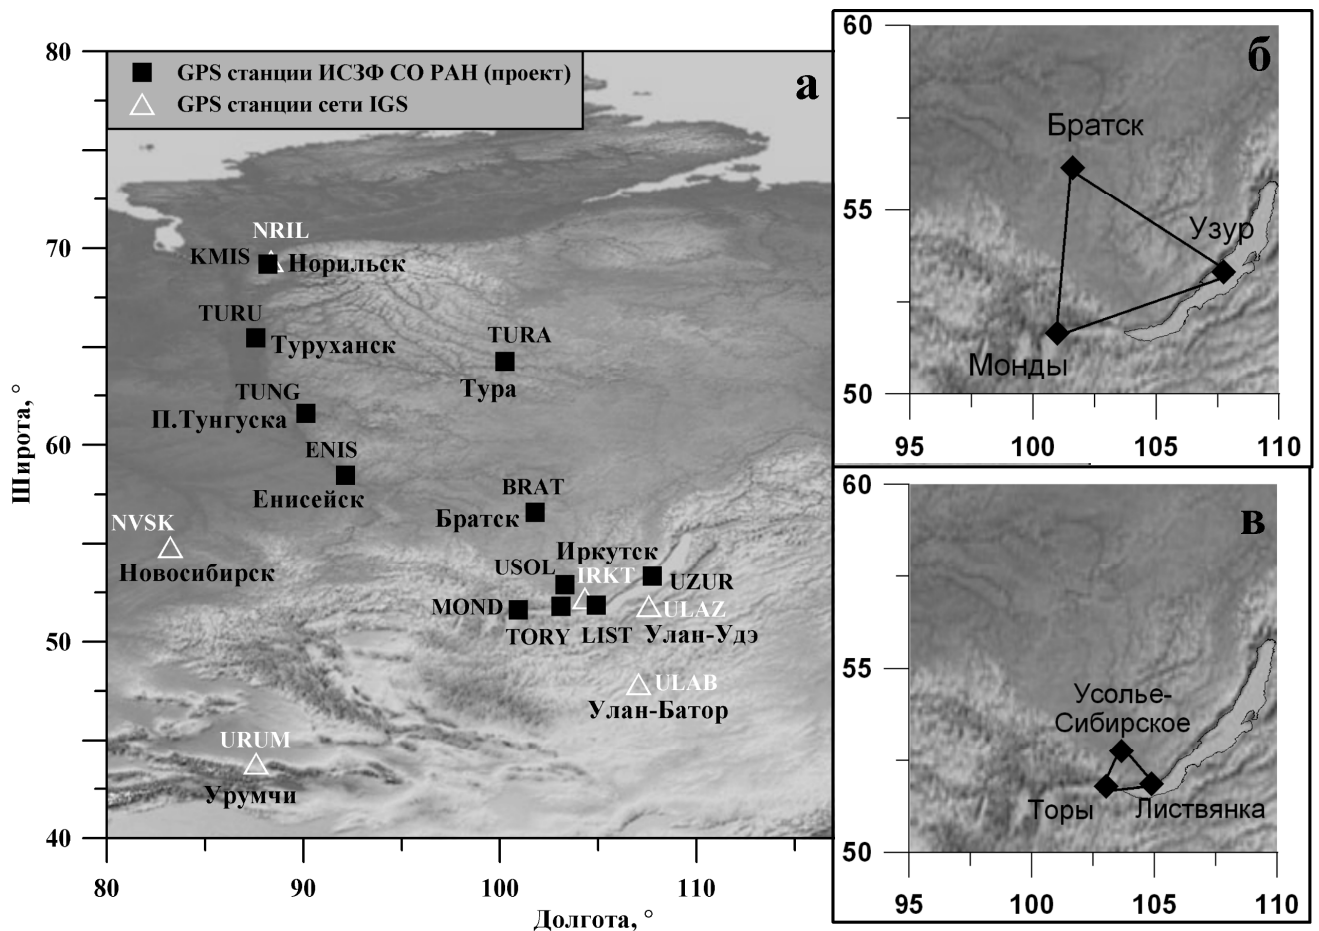 80
GPS станции ИСЗФ СО РАН (проект)
GPS станции сети IGS
а
NRIL
KMIS
Норильск
70
TURU
Туруханск
TURA
Тура
TUNG
П.Тунгуска
ENIS
Енисейск
60
BRAT
Братск
NVSK
Новосибирск
Иркутск
USOL
IRKT
UZUR
MOND
ULAZ
TORY
LIST
Улан-Удэ
50
ULAB
Улан-Батор
URUM
Урумчи
40
80
90
100
110
Широта, °
Долгота, °
60
б
Братск
55
Узур
Монды
50
95
100
105
110
60
в
55
Усолье-
Сибирское
Торы
Листвянка
50
95
100
105
110